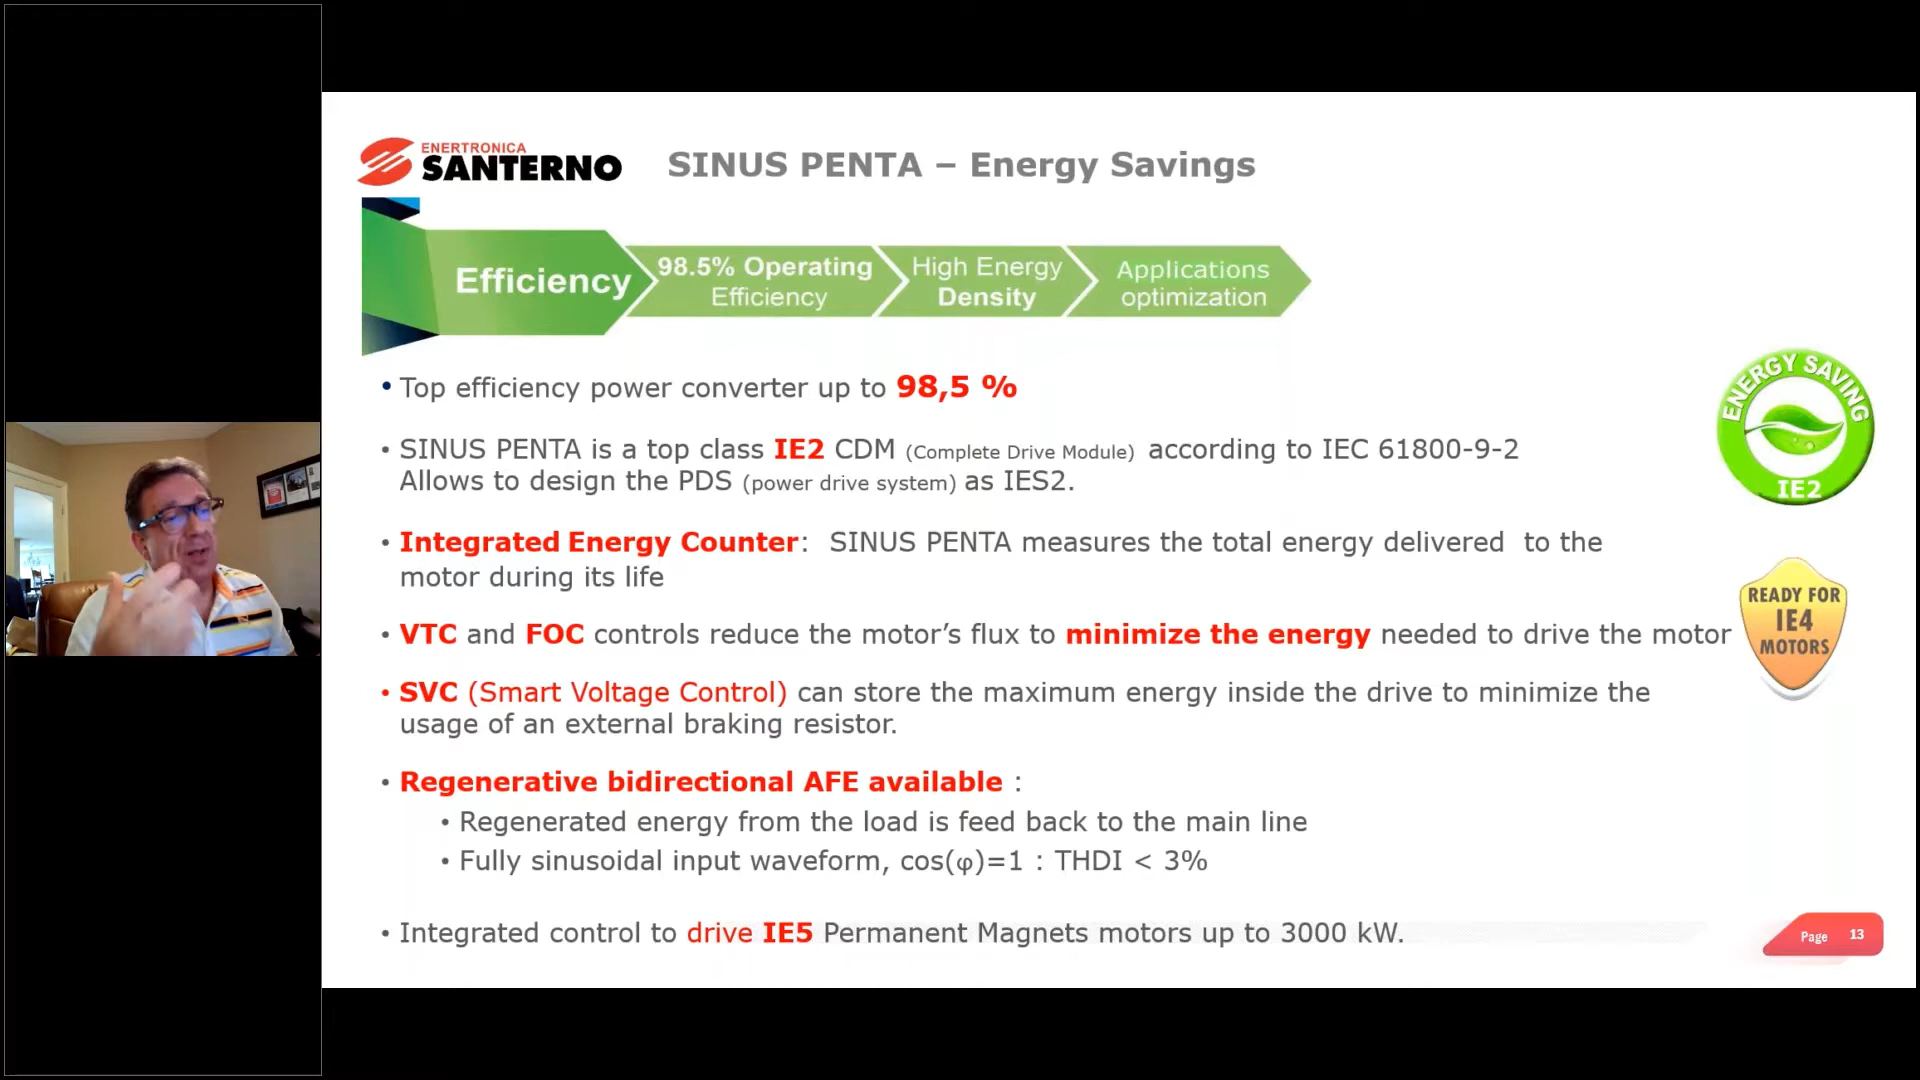 ENERTRONICA
SANTERNO
SINUS PENTA – Energy Savings
Efficiency
98.5% Operating
Efficiency
High Energy
Density
Applications
optimization
• Top efficiency power converter up to 98,5 %
• SINUS PENTA is a top class IE2 CDM (Complete Drive Module) according to IEC 61800-9-2
Allows to design the PDS (power drive system) as IES2.
ENERGY SAVING
IE2
• Integrated Energy Counter: SINUS PENTA measures the total energy delivered to the
motor during its life
• VTC and FOC controls reduce the motor’s flux to minimize the energy needed to drive the motor
READY FOR
IE4
MOTORS
• SVC (Smart Voltage Control) can store the maximum energy inside the drive to minimize the
usage of an external braking resistor.
• Regenerative bidirectional AFE available :
• Regenerated energy from the load is feed back to the main line
• Fully sinusoidal input waveform, cos(φ)=1 : THDI < 3%
• Integrated control to drive IE5 Permanent Magnets motors up to 3000 kW.
Page 13